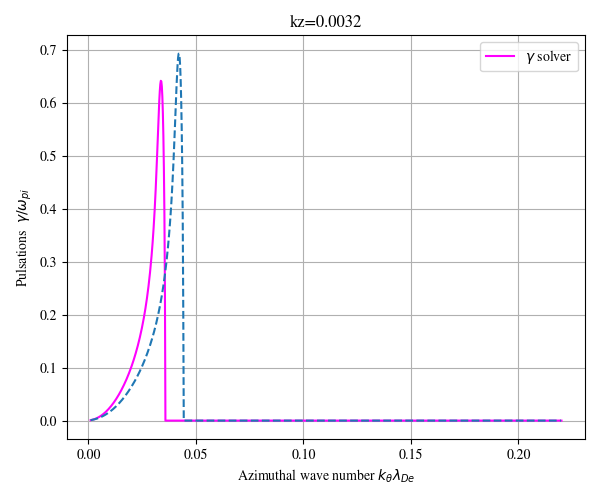 kz=0.0032
γ solver
Pulsations γ/ω_pi
0.7
0.6
0.5
0.4
0.3
0.2
0.1
0.0
0.00 0.05 0.10 0.15 0.20
Azimuthal wave number k_θλ_De